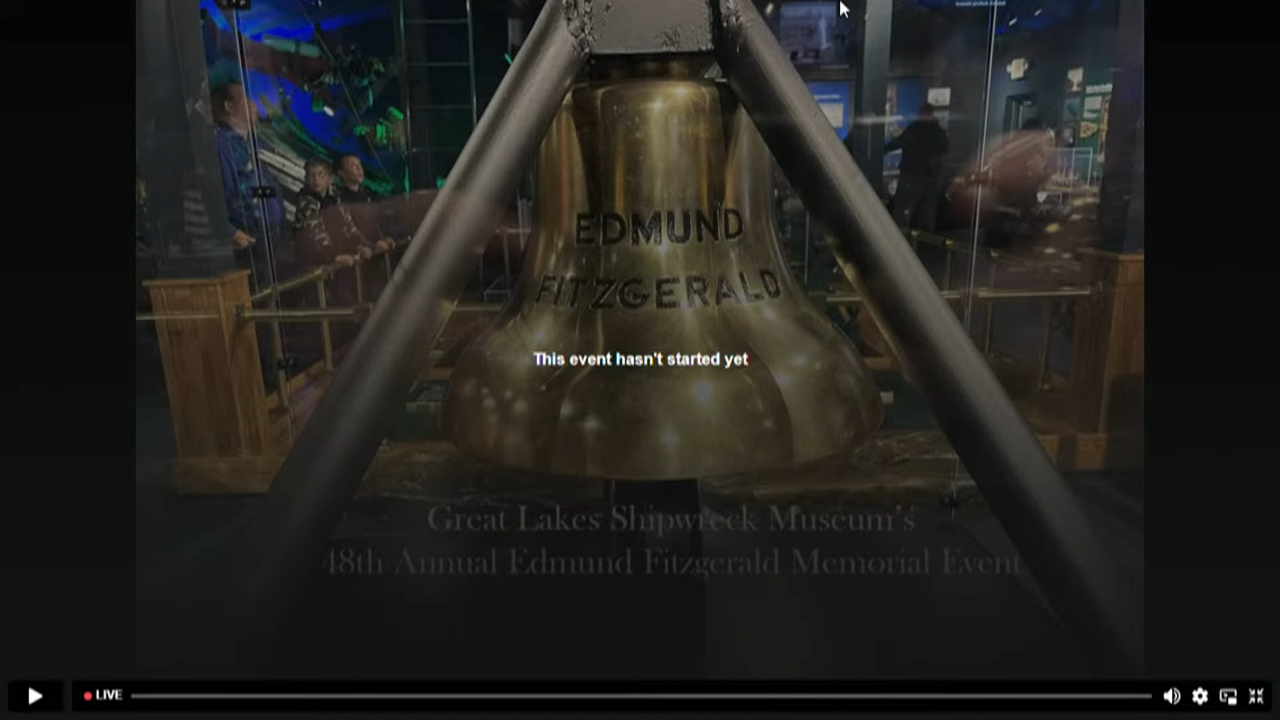 EDMUND
FITZGERALD
This event hasn't started yet
Great Lakes Shipwreck Museum's
48th Annual Edmund Fitzgerald Memorial Event
LIVE